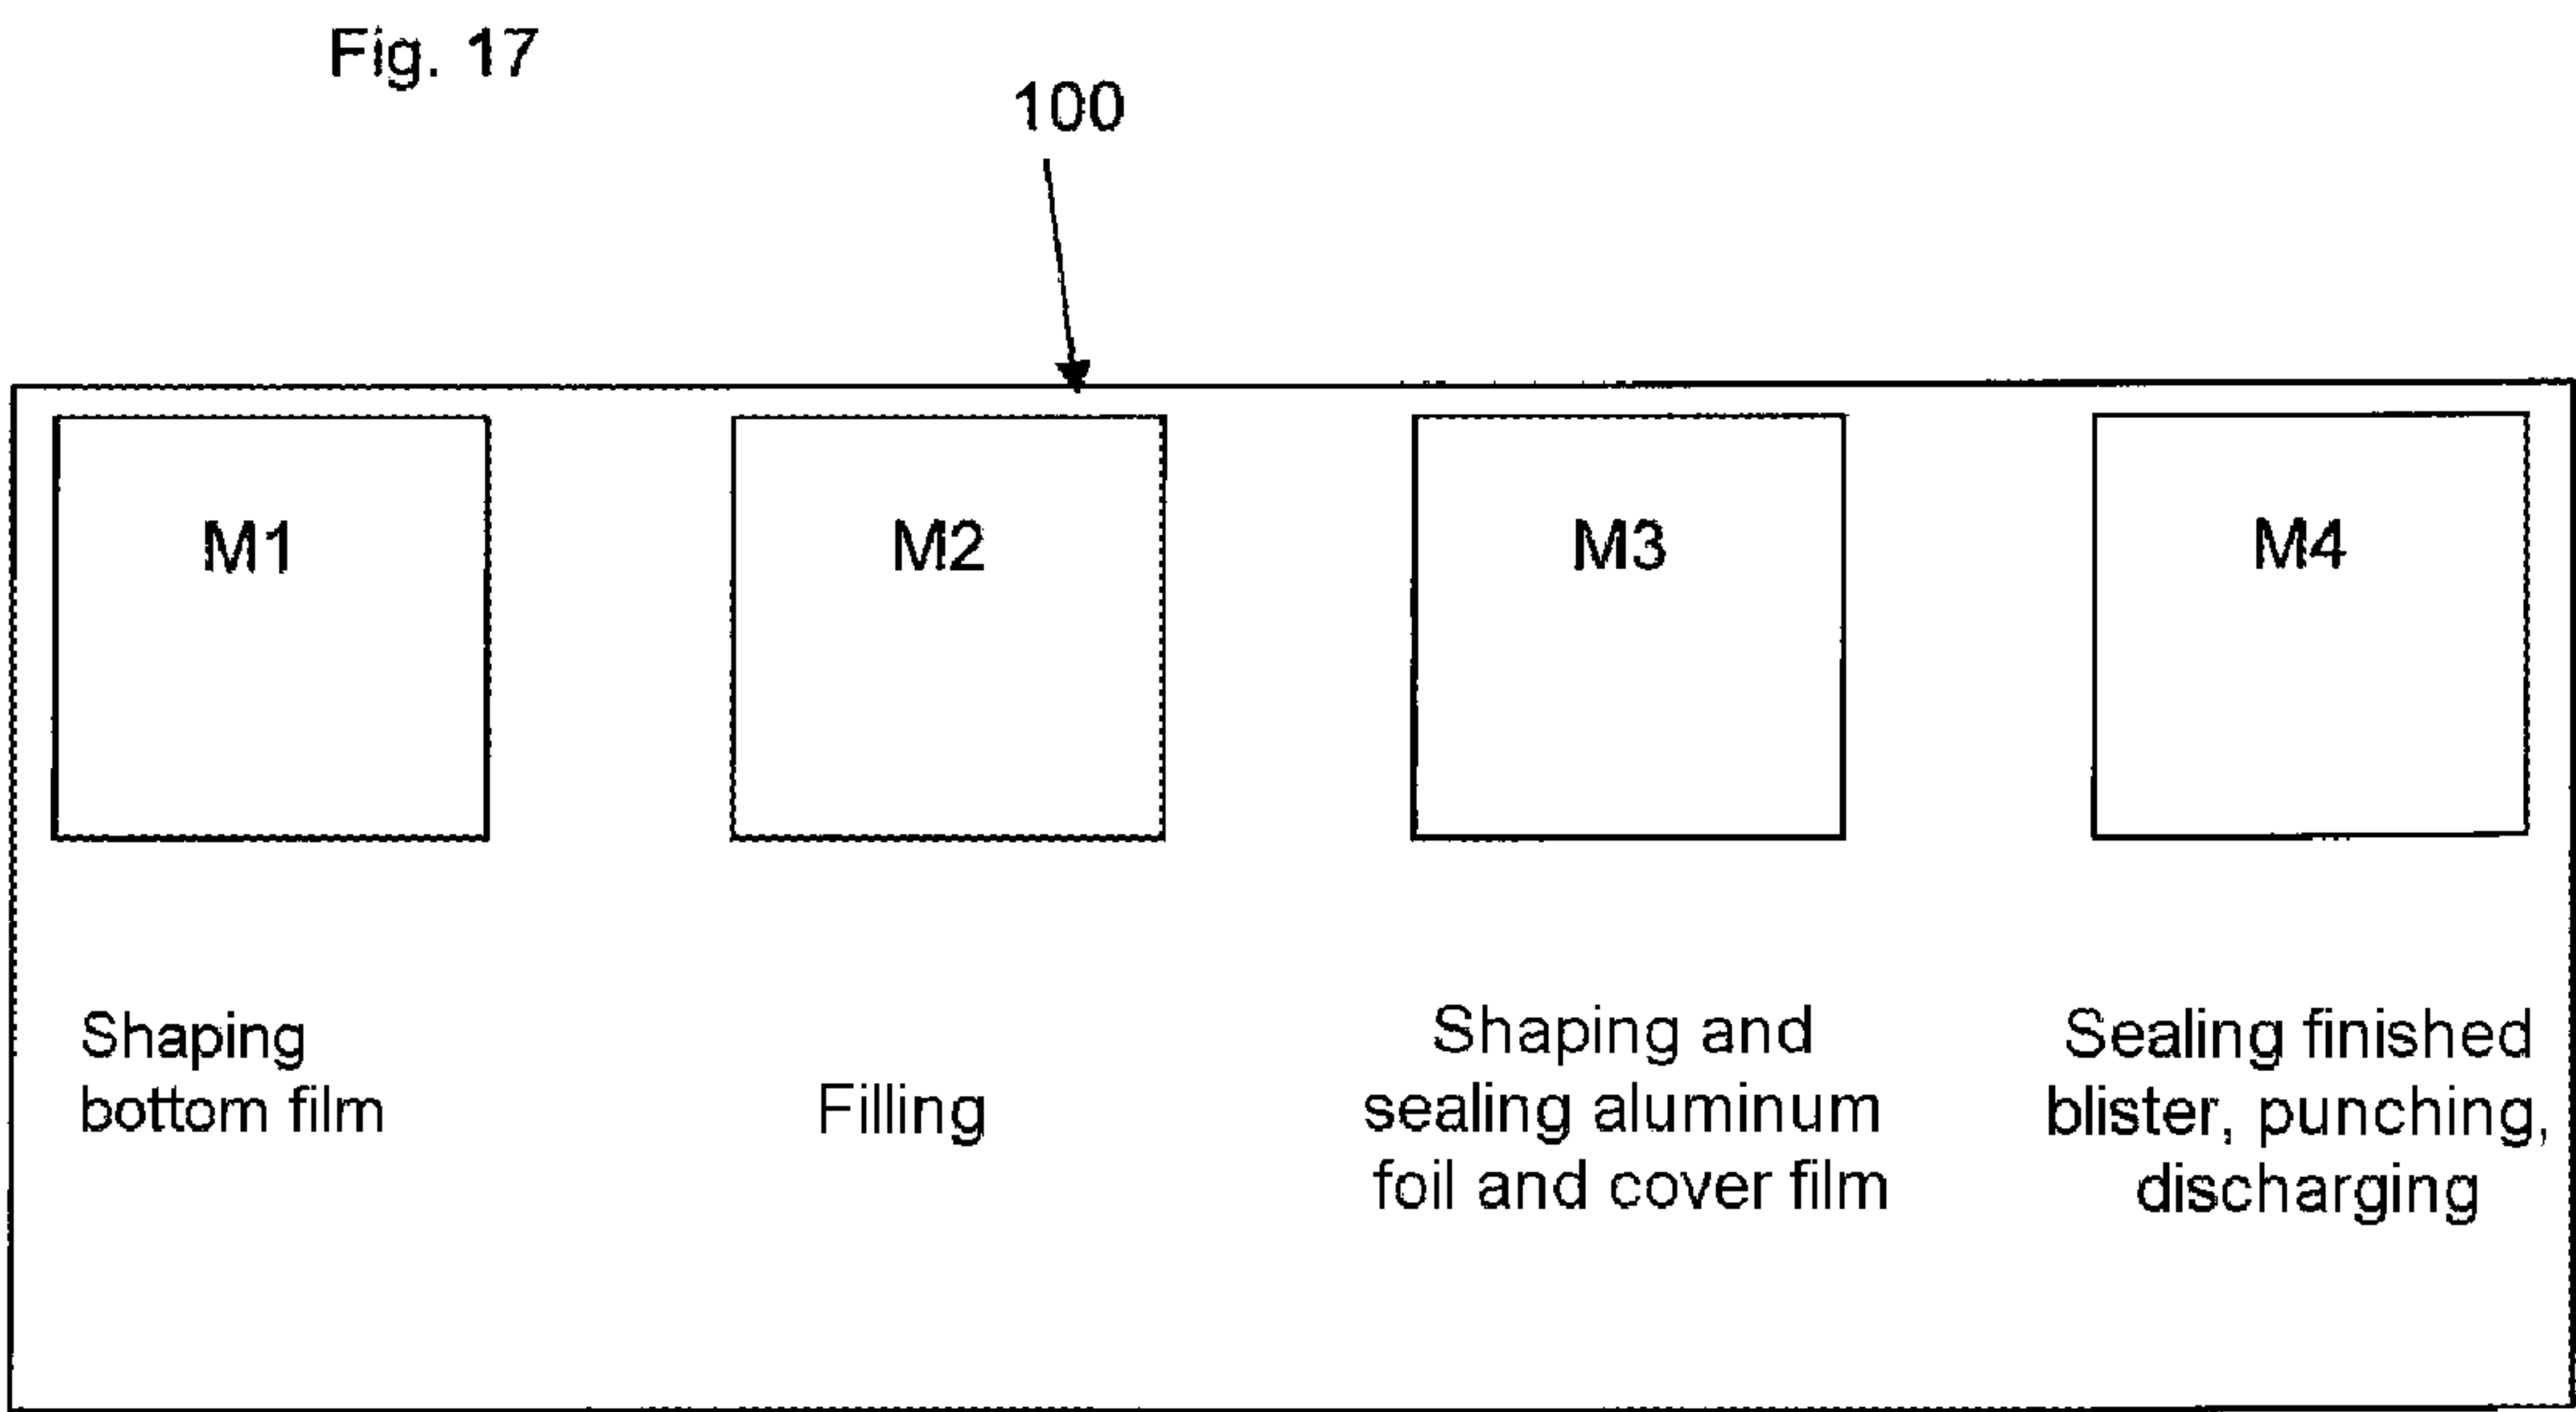 Fig. 17
100
M1
M2
M3
M4
Shaping
bottom film
Filling
Shaping and
sealing aluminum
foil and cover film
Sealing finished
blister, punching,
discharging